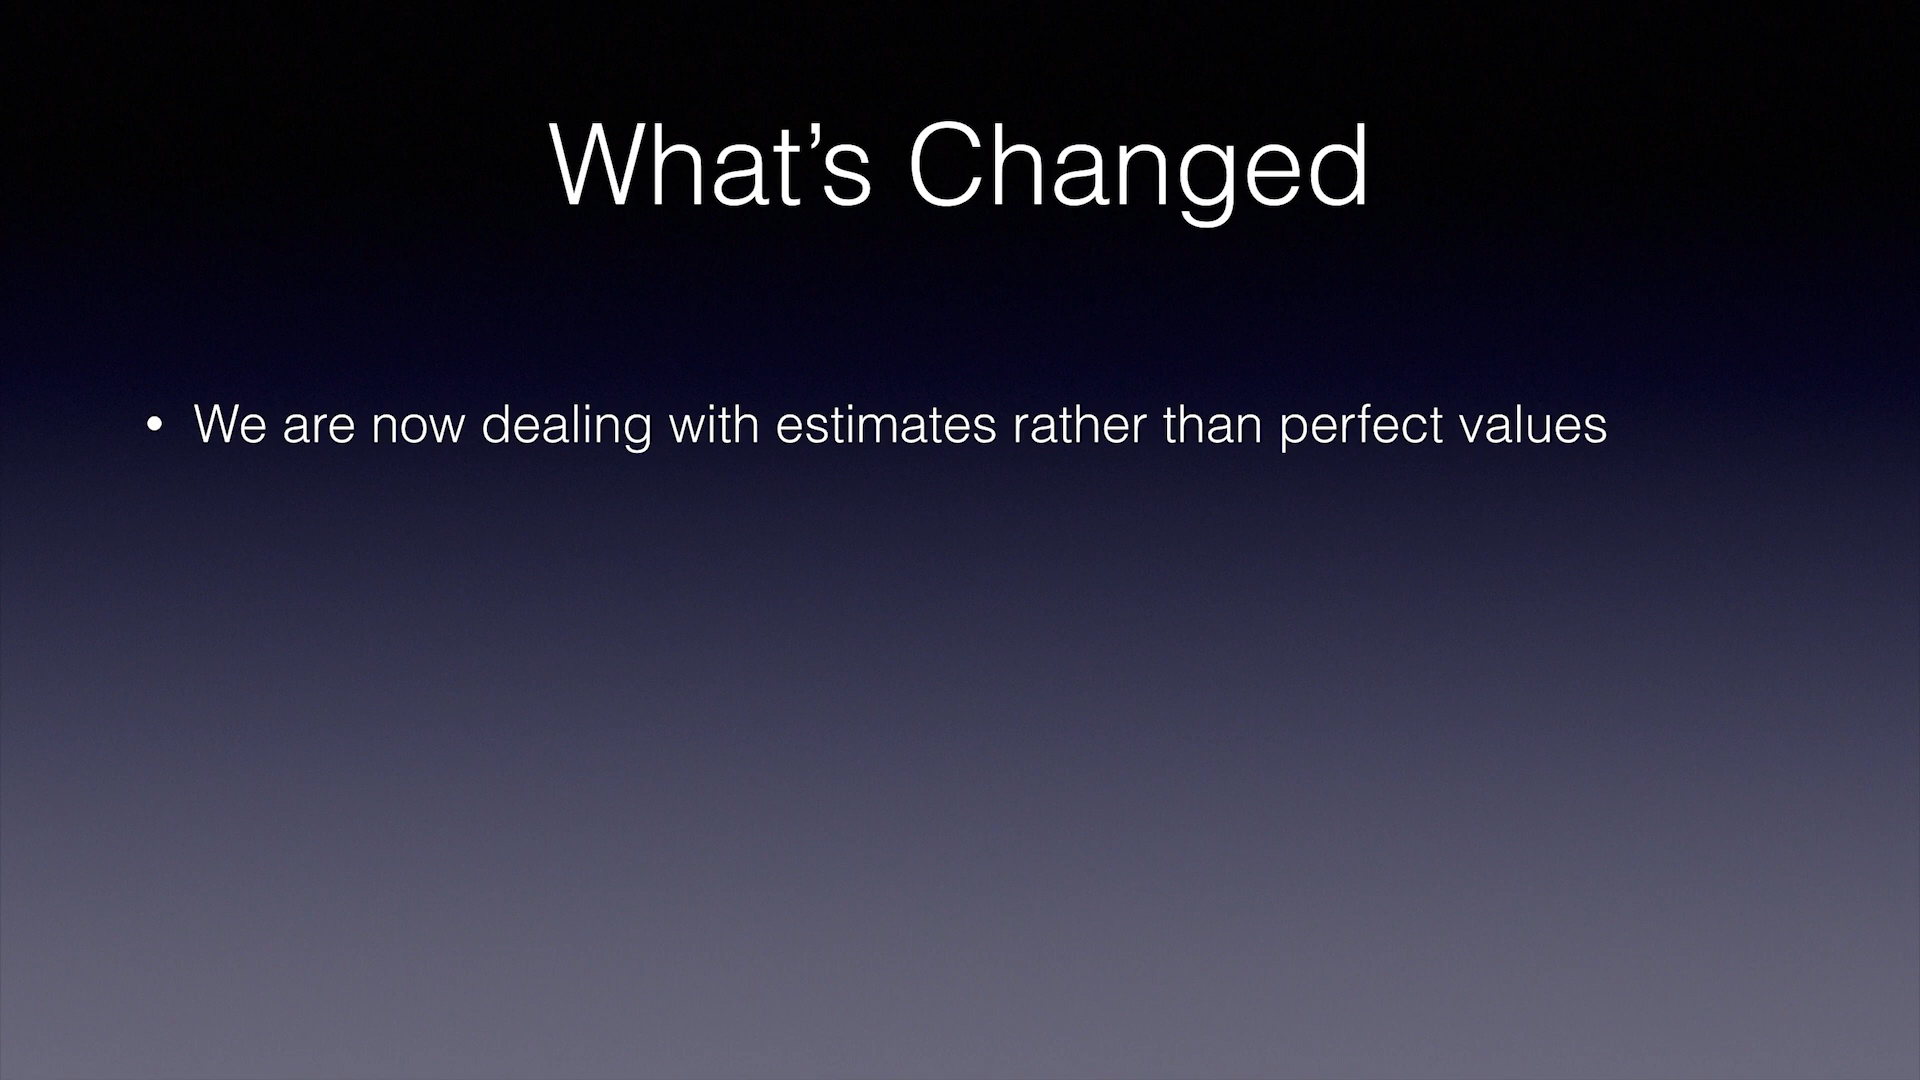 What’s Changed
• We are now dealing with estimates rather than perfect values